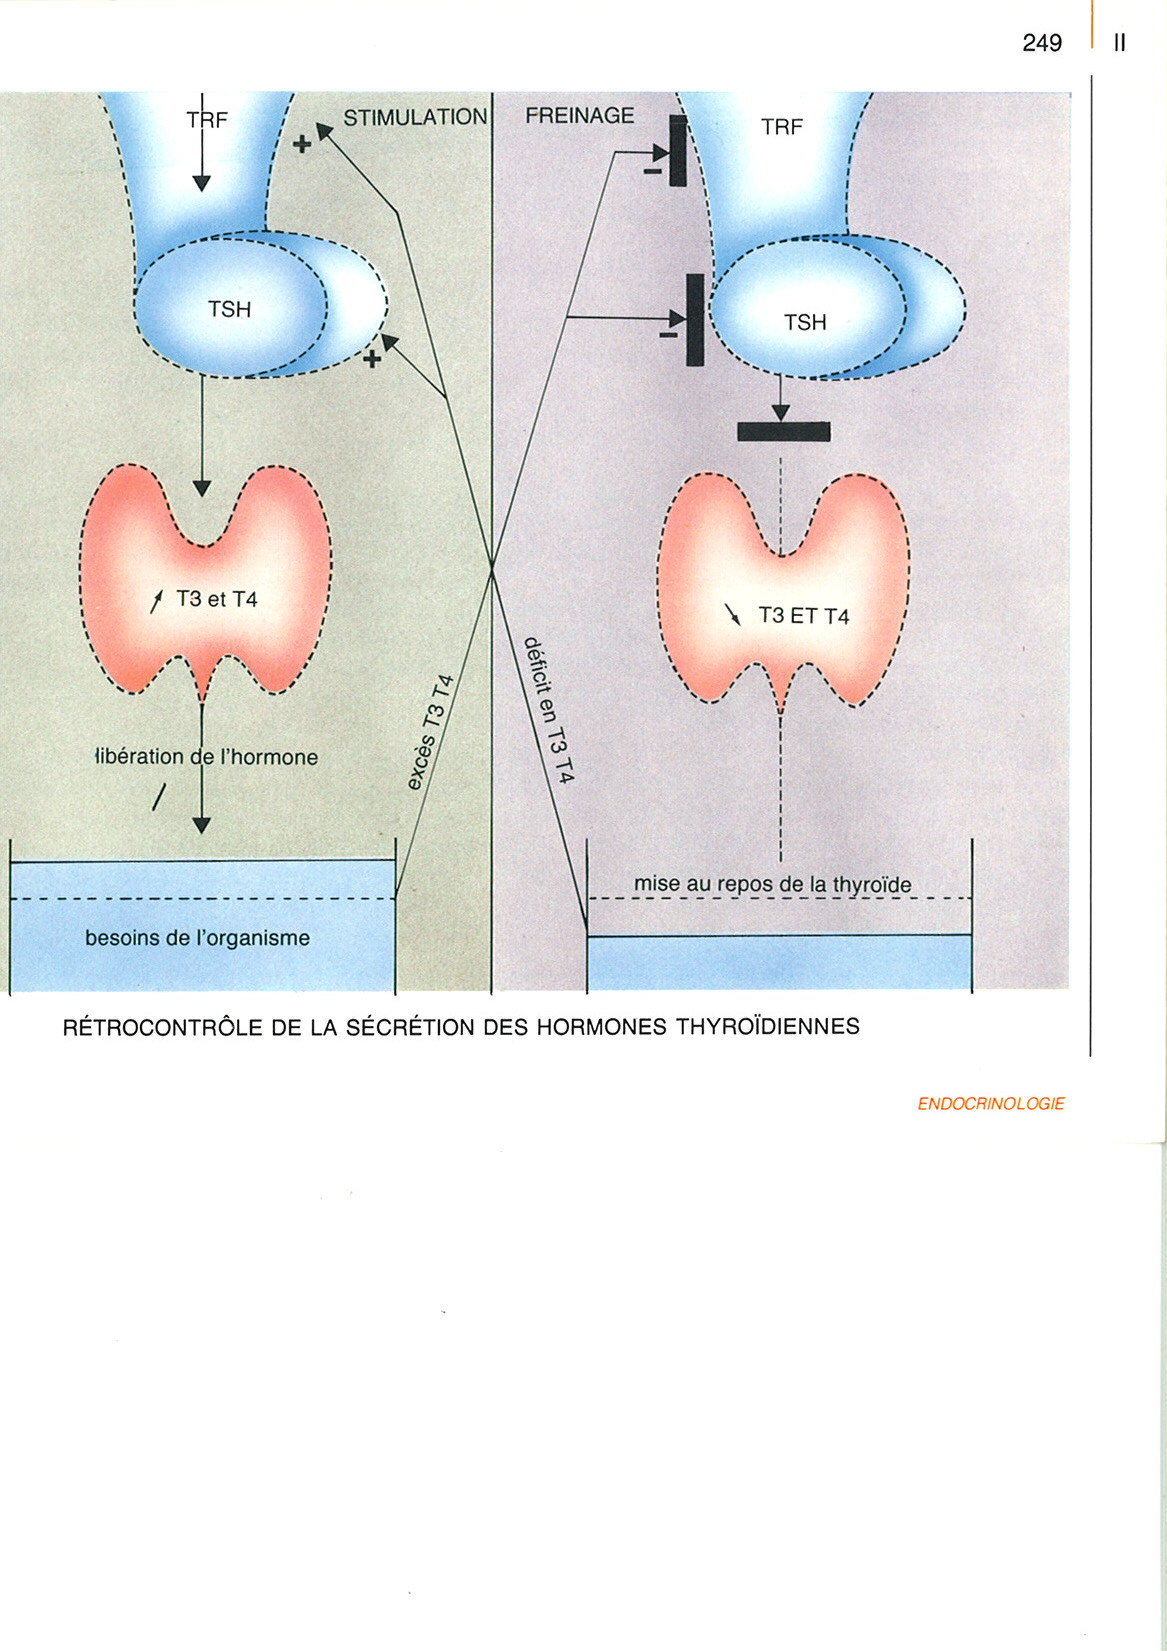 249 II
STIMULATION
FREINAGE
TRF
+
TSH
+
T3 et T4
libération de l'hormone
besoins de l'organisme
excès T3 T4
déficit en T3 T4
TRF
-
TSH
-
T3 ET T4
mise au repos de la thyroïde
RÉTROCONTRÔLE DE LA SÉCRÉTION DES HORMONES THYROÏDIENNES
ENDOCRINOLOGIE